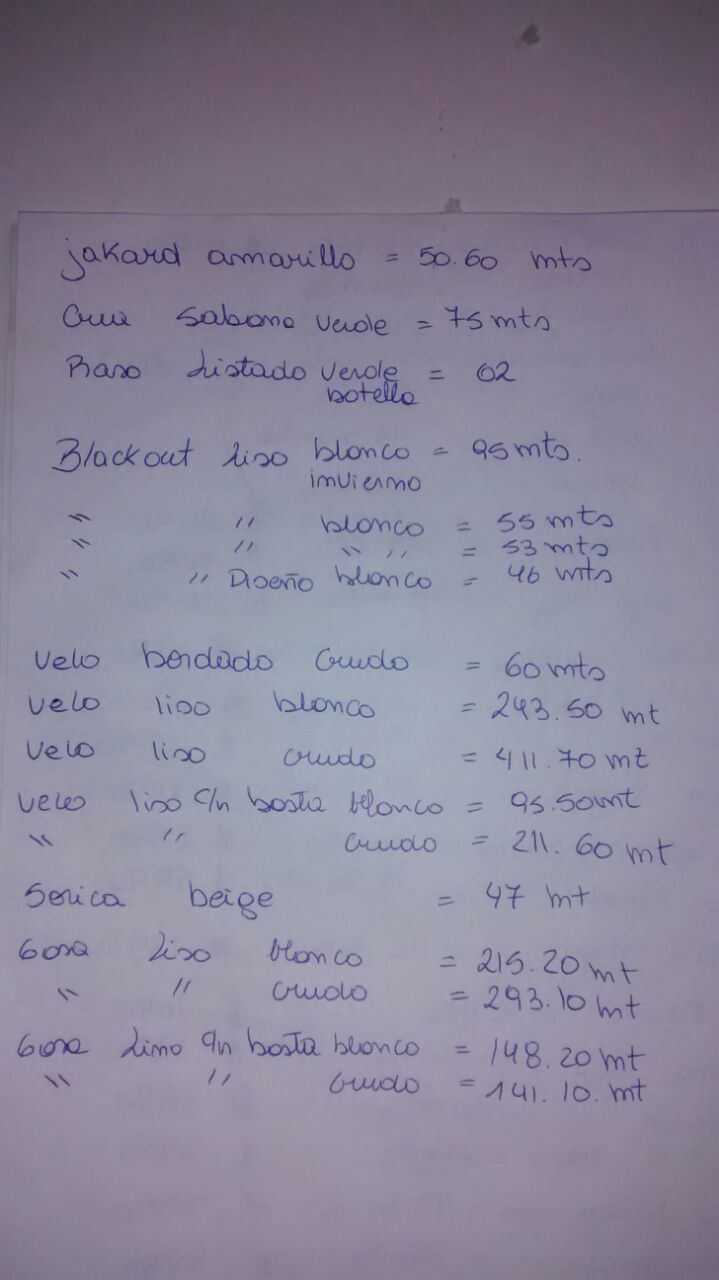 jakard amarillo = 50.60 mts
Crea Sabana verde = 75 mts
Raso Listado verde botella = 02
Blackout Liso blanco invierno = 95 mts.
" " blanco = 55 mts
" " " " = 53 mts
" " Diseño blanco = 46 mts
Velo bordado Crudo = 60 mts
Velo liso blanco = 243.50 mt
Velo liso crudo = 411.70 mt
Velo liso c/n basta blanco = 95.50 mt
" " crudo = 211.60 mt
Serica beige = 47 mt
Gasa Liso blanco = 215.20 mt
" " crudo = 293.10 mt
Gasa Lino c/n basta blanco = 148.20 mt
" " crudo = 141.10. mt